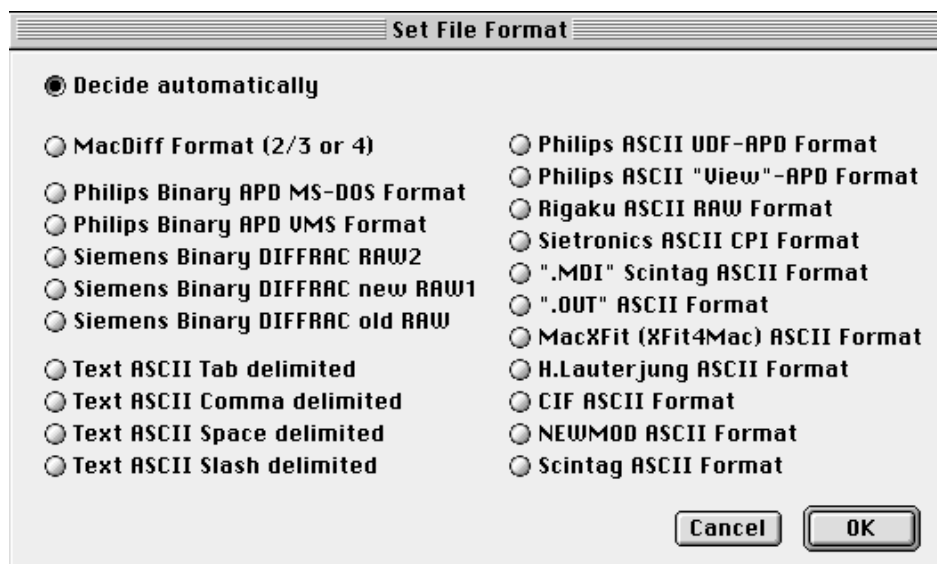 Set File Format
Decide automatically
MacDiff Format (2/3 or 4)
Philips Binary APD MS-DOS Format
Philips Binary APD VMS Format
Siemens Binary DIFFRAC RAW2
Siemens Binary DIFFRAC new RAW1
Siemens Binary DIFFRAC old RAW
Text ASCII Tab delimited
Text ASCII Comma delimited
Text ASCII Space delimited
Text ASCII Slash delimited
Philips ASCII UDF-APD Format
Philips ASCII "View"-APD Format
Rigaku ASCII RAW Format
Sietronics ASCII CPI Format
".MDI" Scintag ASCII Format
".OUT" ASCII Format
MacXFit (XFit4Mac) ASCII Format
H.Lauterjung ASCII Format
CIF ASCII Format
NEWMOD ASCII Format
Scintag ASCII Format
Cancel
OK